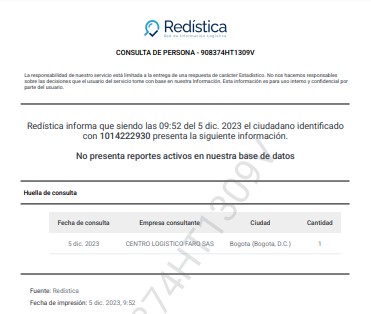 Redistica
Red de Información Logística
CONSULTA DE PERSONA - 908374HT1309V
La responsabilidad de nuestro servicio está limitada a la entrega de una respuesta de carácter Estadístico. No nos hacemos responsables
sobre las decisiones que el usuario del servicio tome con base en nuestra información. Esta información es para uso interno y confidencial por
parte del usuario.
Redística informa que siendo las 09:52 del 5 dic. 2023 el ciudadano identificado
con 1014222930 presenta la siguiente información.
No presenta reportes activos en nuestra base de datos
Huella de consulta
Fecha de consulta Empresa consultante Ciudad Cantidad
5 dic. 2023 CENTRO LOGISTICO FARO SAS Bogota (Bogota, D.C.) 1
Fuente: Redística
Fecha de impresión: 5 dic. 2023, 9:52
374HT1309V